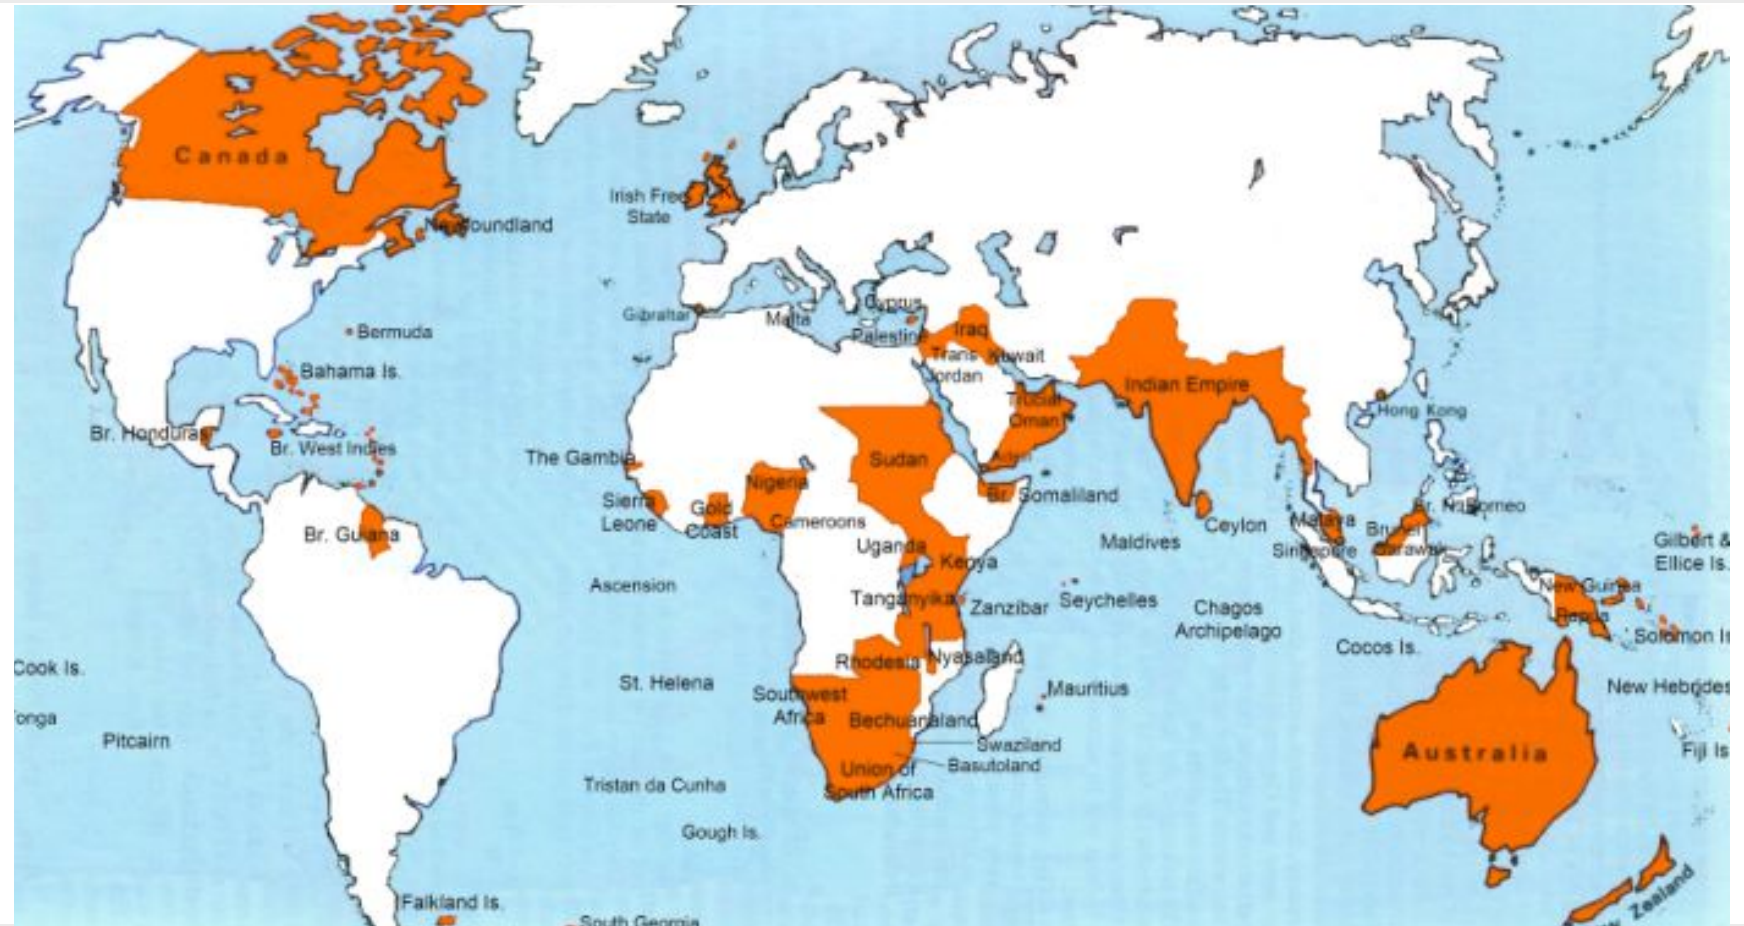 Canada
Irish Free
State
Newfoundland
Gibraltar
Malta
Cyprus
Palestine
Iraq
Trans
Jordan
Kuwait
Bermuda
Bahama Is.
Indian Empire
Trucial
Oman
Aden
Hong Kong
Br. Honduras
Br. West Indies
The Gambia
Sudan
Nigeria
Sierra
Leone
Gold
Coast
Br. Somaliland
Cameroons
Br. Guiana
Ceylon
Malaya
Singapore
Brunei
Sarawak
Borneo
Maldives
Gilbert &
Ellice Is.
Uganda
Kenya
Ascension
Tanganyika
Zanzibar
Seychelles
Chagos
Archipelago
New Guinea
Papua
Solomon Is
Cocos Is.
Cook Is.
Rhodesia
Nyasaland
St. Helena
Southwest
Africa
Mauritius
New Hebrides
Tonga
Bechuanaland
Pitcairn
Swaziland
Basutoland
Australia
Fiji Is
Union of
South Africa
Tristan da Cunha
Gough Is.
Falkland Is.
South Georgia
Zealand